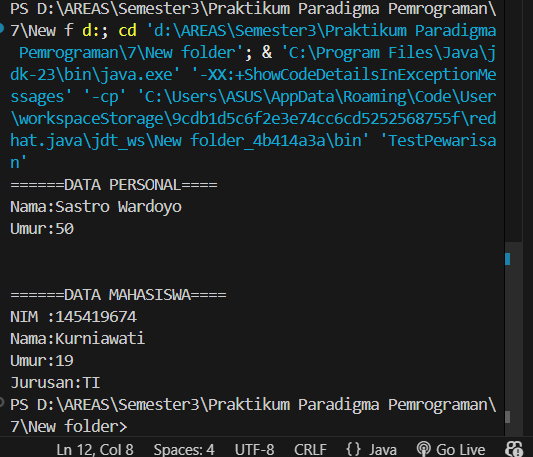 PS D:\AREAS\Semester3\Praktikum Paradigma Pemrograman\
7\New f d:; cd 'd:\AREAS\Semester3\Praktikum Paradigma
 Pemrograman\7\New folder'; & 'C:\Program Files\Java\j
dk-23\bin\java.exe' '-XX:+ShowCodeDetailsInExceptionMe
ssages' '-cp' 'C:\Users\ASUS\AppData\Roaming\Code\User
\workspaceStorage\9cdb1d5c6f2e3e74cc6cd5252568755f\red
hat.java\jdt_ws\New folder_4b414a3a\bin' 'TestPewarisa
n'
======DATA PERSONAL====
Nama:Sastro Wardoyo
Umur:50
======DATA MAHASISWA====
NIM :145419674
Nama:Kurniawati
Umur:19
Jurusan:TI
PS D:\AREAS\Semester3\Praktikum Paradigma Pemrograman\
7\New folder>
Ln 12, Col 8 Spaces: 4 UTF-8 CRLF {} Java Go Live